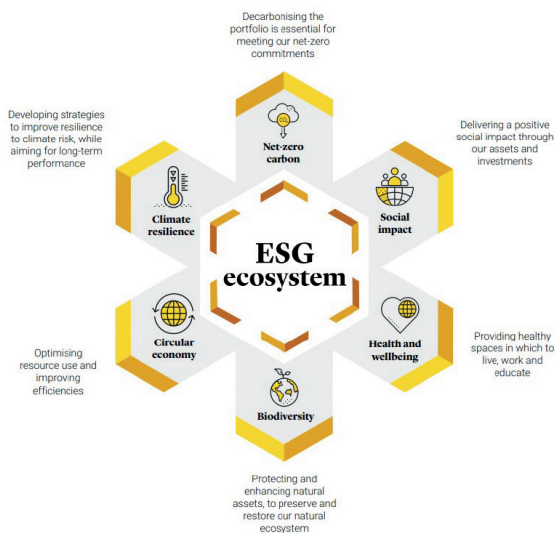 Decarbonising the
portfolio is essential for
meeting our net-zero
commitments
Developing strategies
to improve resilience
to climate risk, while
aiming for long-term
performance
Delivering a positive
social impact through
our assets and
investments
CO₂
Net-zero
carbon
Climate
resilience
Social
impact
ESG
ecosystem
Circular
economy
Health and
wellbeing
Biodiversity
Optimising
resource use and
improving
efficiencies
Providing healthy
spaces in which to
live, work and
educate
Protecting and
enhancing natural
assets, to preserve and
restore our natural
ecosystem